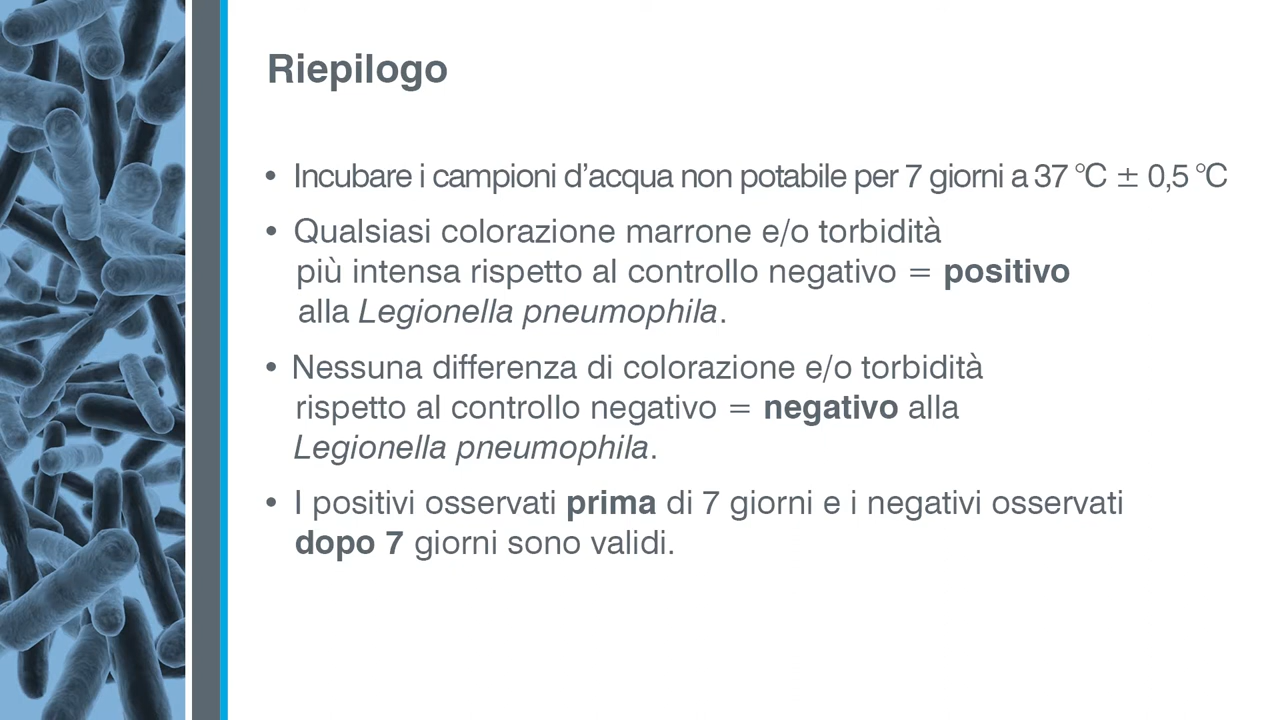 Riepilogo
• Incubare i campioni d’acqua non potabile per 7 giorni a 37 °C ± 0,5 °C
• Qualsiasi colorazione marrone e/o torbidità
più intensa rispetto al controllo negativo = positivo
alla Legionella pneumophila.
• Nessuna differenza di colorazione e/o torbidità
rispetto al controllo negativo = negativo alla
Legionella pneumophila.
• I positivi osservati prima di 7 giorni e i negativi osservati
dopo 7 giorni sono validi.